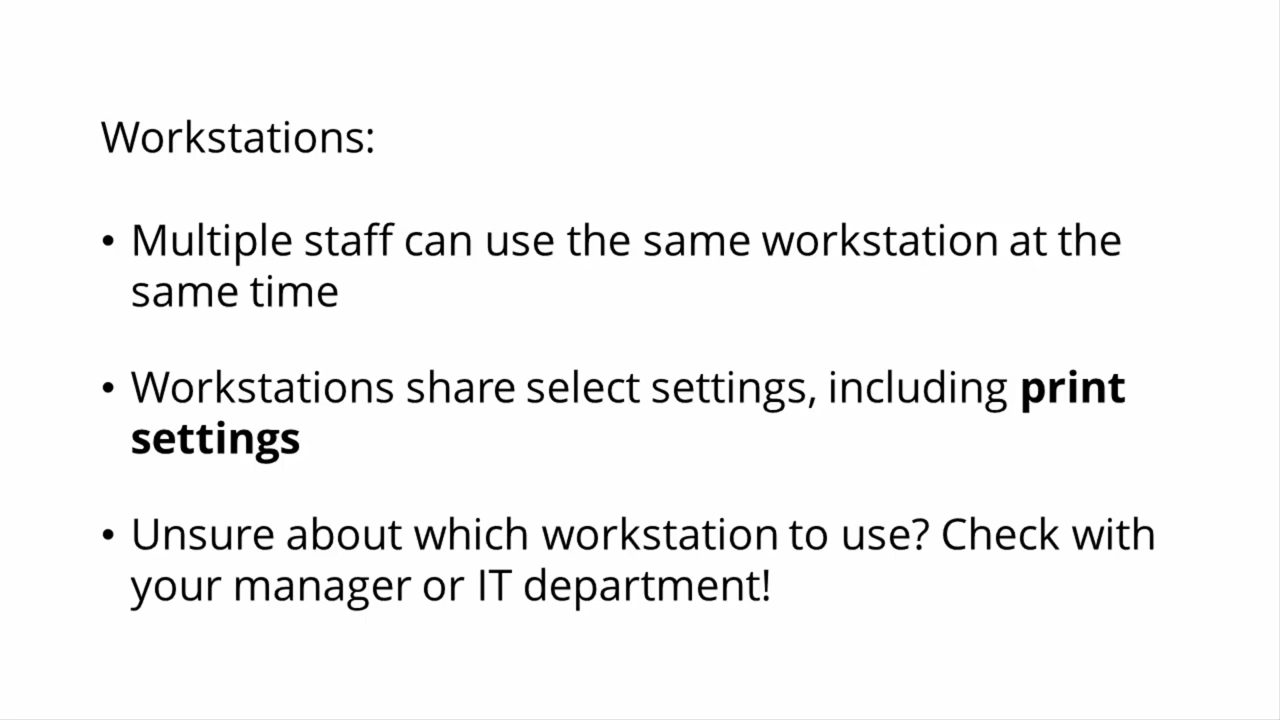 Workstations:
• Multiple staff can use the same workstation at the
same time
• Workstations share select settings, including print
settings
• Unsure about which workstation to use? Check with
your manager or IT department!